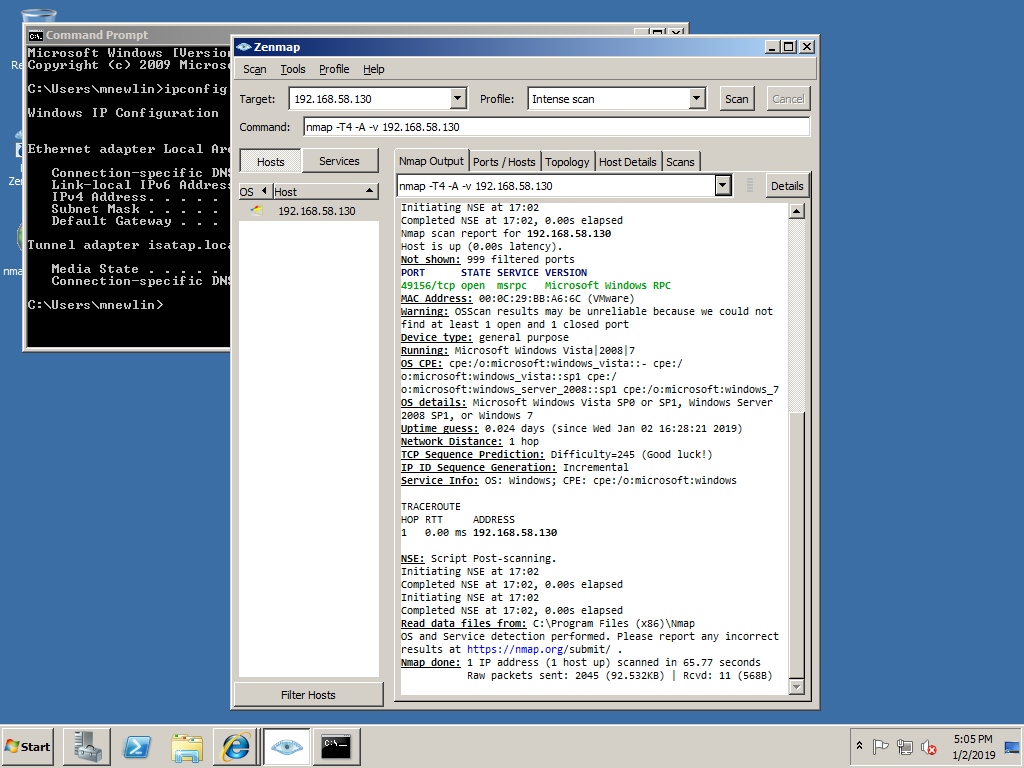 Command Prompt
Microsoft Windows [Version
Copyright (c) 2009 Microso
C:\Users\mnewlin>ipconfig
Windows IP Configuration
Ethernet adapter Local Are
Connection-specific DNS
Link-local IPv6 Address
IPv4 Address. . . . . .
Subnet Mask . . . . . .
Default Gateway . . . .
Tunnel adapter isatap.loca
Media State . . . . . .
Connection-specific DNS
C:\Users\mnewlin>
Re
Zen
nma
Zenmap
Scan Tools Profile Help
Target: 192.168.58.130 Profile: Intense scan Scan Cancel
Command: nmap -T4 -A -v 192.168.58.130
Hosts Services
OS Host
192.168.58.130
Filter Hosts
Nmap Output Ports / Hosts Topology Host Details Scans
nmap -T4 -A -v 192.168.58.130 Details
Initiating NSE at 17:02
Completed NSE at 17:02, 0.00s elapsed
Nmap scan report for 192.168.58.130
Host is up (0.00s latency).
Not shown: 999 filtered ports
PORT STATE SERVICE VERSION
49156/tcp open msrpc Microsoft Windows RPC
MAC Address: 00:0C:29:BB:A6:6C (VMware)
Warning: OSScan results may be unreliable because we could not
find at least 1 open and 1 closed port
Device type: general purpose
Running: Microsoft Windows Vista|2008|7
OS CPE: cpe:/o:microsoft:windows_vista::- cpe:/
o:microsoft:windows_vista::sp1 cpe:/
o:microsoft:windows_server_2008::sp1 cpe:/o:microsoft:windows_7
OS details: Microsoft Windows Vista SP0 or SP1, Windows Server
2008 SP1, or Windows 7
Uptime guess: 0.024 days (since Wed Jan 02 16:28:21 2019)
Network Distance: 1 hop
TCP Sequence Prediction: Difficulty=245 (Good luck!)
IP ID Sequence Generation: Incremental
Service Info: OS: Windows; CPE: cpe:/o:microsoft:windows
TRACEROUTE
HOP RTT ADDRESS
1 0.00 ms 192.168.58.130
NSE: Script Post-scanning.
Initiating NSE at 17:02
Completed NSE at 17:02, 0.00s elapsed
Initiating NSE at 17:02
Completed NSE at 17:02, 0.00s elapsed
Read data files from: C:\Program Files (x86)\Nmap
OS and Service detection performed. Please report any incorrect
results at https://nmap.org/submit/ .
Nmap done: 1 IP address (1 host up) scanned in 65.77 seconds
Raw packets sent: 2045 (92.532KB) | Rcvd: 11 (568B)
Start
5:05 PM
1/2/2019